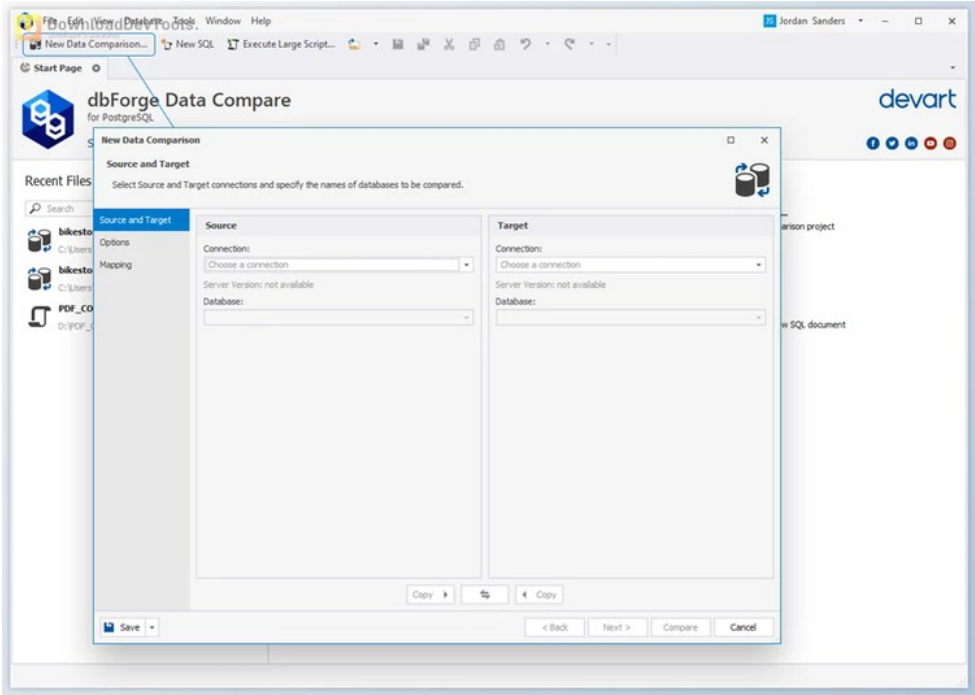 File Edit View Database Tools Window Help
DownloadDevTools.
JS Jordan Sanders
New Data Comparison... New SQL Execute Large Script...
Start Page
dbForge Data Compare
for PostgreSQL
devart
New Data Comparison
Source and Target
Select Source and Target connections and specify the names of databases to be compared.
Recent Files
Search
bikesto
C:\Users
bikesto
C:\Users
PDF_CO
D:\PDF_C
arison project
w SQL document
Source and Target
Options
Mapping
Source
Connection:
Choose a connection
Server Version: not available
Database:
Target
Connection:
Choose a connection
Server Version: not available
Database:
Copy
Copy
Save
< Back
Next >
Compare
Cancel